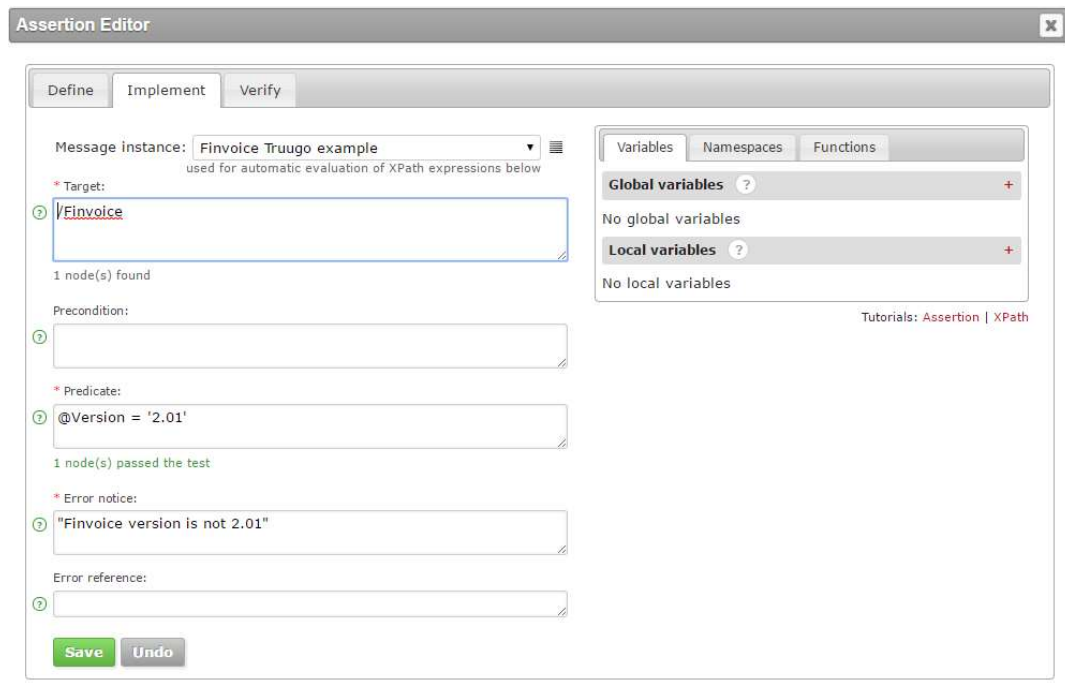 Assertion Editor
Define Implement Verify
Message instance: Finvoice Truugo example
used for automatic evaluation of XPath expressions below
* Target:
/Finvoice
1 node(s) found
Precondition:
* Predicate:
@Version = '2.01'
1 node(s) passed the test
* Error notice:
"Finvoice version is not 2.01"
Error reference:
Save Undo
Variables Namespaces Functions
Global variables ? +
No global variables
Local variables ? +
No local variables
Tutorials: Assertion | XPath